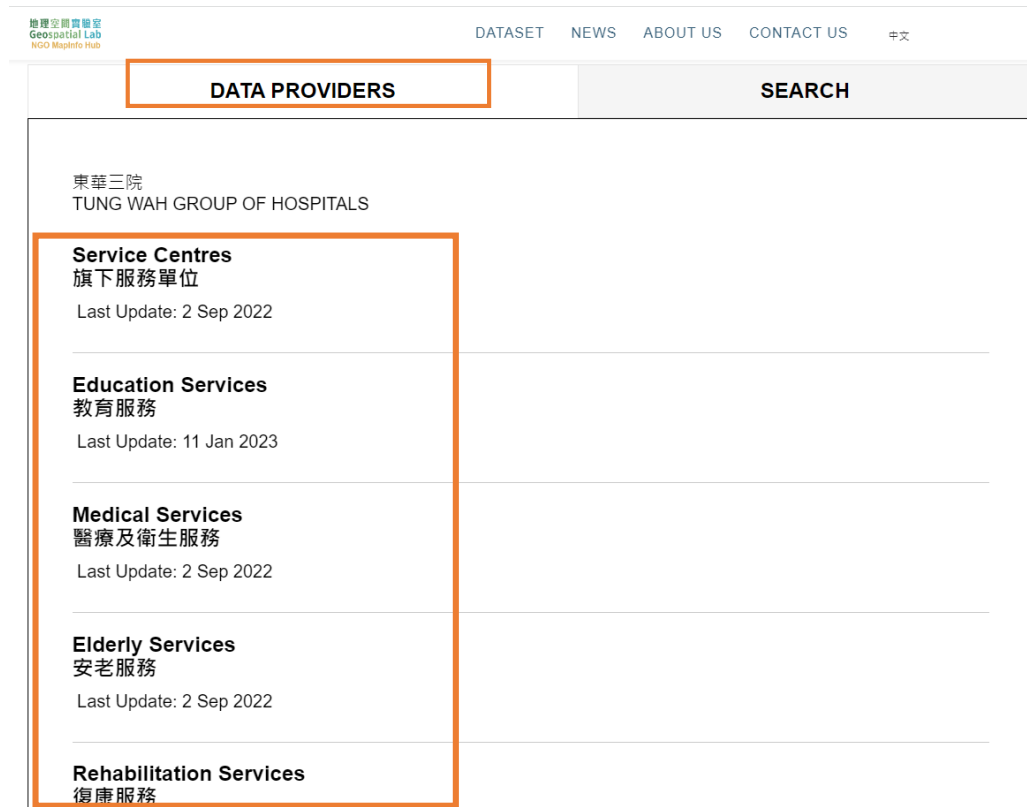 地理空間實驗室
Geospatial Lab
NGO MapInfo Hub
DATASET NEWS ABOUT US CONTACT US 中文
DATA PROVIDERS SEARCH
東華三院
TUNG WAH GROUP OF HOSPITALS
Service Centres
旗下服務單位
Last Update: 2 Sep 2022
Education Services
教育服務
Last Update: 11 Jan 2023
Medical Services
醫療及衛生服務
Last Update: 2 Sep 2022
Elderly Services
安老服務
Last Update: 2 Sep 2022
Rehabilitation Services
復康服務